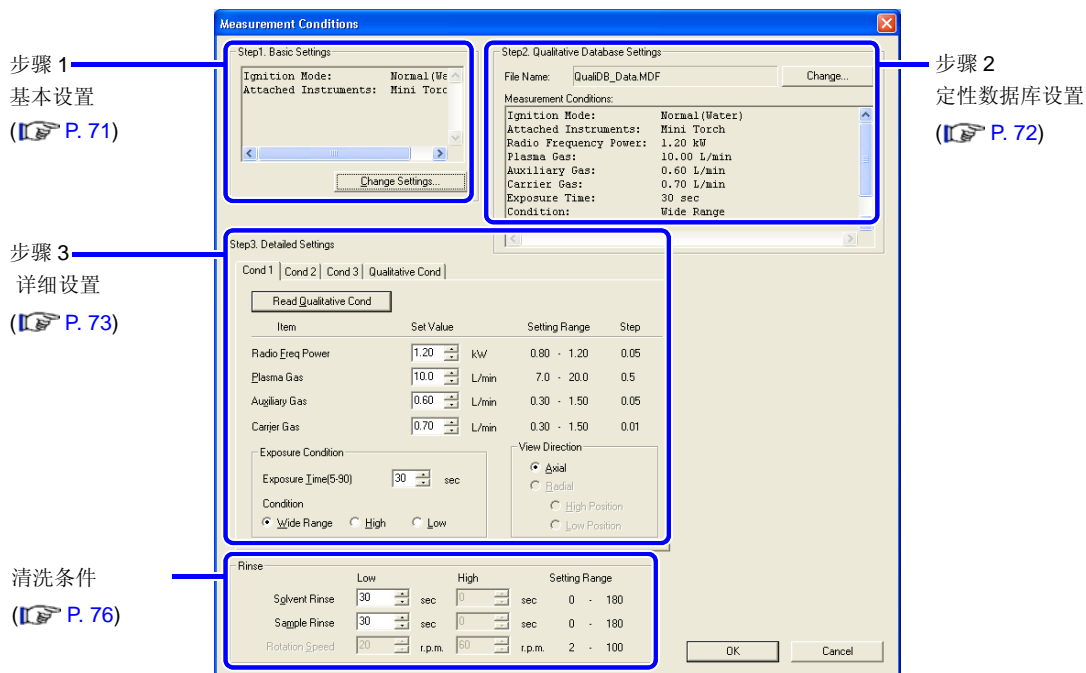 Measurement Conditions
步骤 1
基本设置
(P. 71)
Step1. Basic Settings
Ignition Mode: Normal(We
Attached Instruments: Mini Torc
Change Settings...
Step2. Qualitative Database Settings
File Name: QualiDB_Data.MDF Change...
Measurement Conditions:
Ignition Mode: Normal(Water)
Attached Instruments: Mini Torch
Radio Frequency Power: 1.20 kW
Plasma Gas: 10.00 L/min
Auxiliary Gas: 0.60 L/min
Carrier Gas: 0.70 L/min
Exposure Time: 30 sec
Condition: Wide Range
步骤 2
定性数据库设置
(P. 72)
步骤 3
详细设置
(P. 73)
Step3. Detailed Settings
Cond 1 Cond 2 Cond 3 Qualitative Cond
Read Qualitative Cond
Item Set Value Setting Range Step
Radio Freq Power 1.20 kW 0.80 - 1.20 0.05
Plasma Gas 10.0 L/min 7.0 - 20.0 0.5
Auxiliary Gas 0.60 L/min 0.30 - 1.50 0.05
Carrier Gas 0.70 L/min 0.30 - 1.50 0.01
Exposure Condition
Exposure Time(5-90) 30 sec
Condition
Wide Range High Low
View Direction
Axial
Radial
High Position
Low Position
清洗条件
(P. 76)
Rinse
Low High Setting Range
Solvent Rinse 30 sec 0 sec 0 - 180
Sample Rinse 30 sec 0 sec 0 - 180
Rotation Speed 20 r.p.m. 60 r.p.m. 2 - 100
OK Cancel